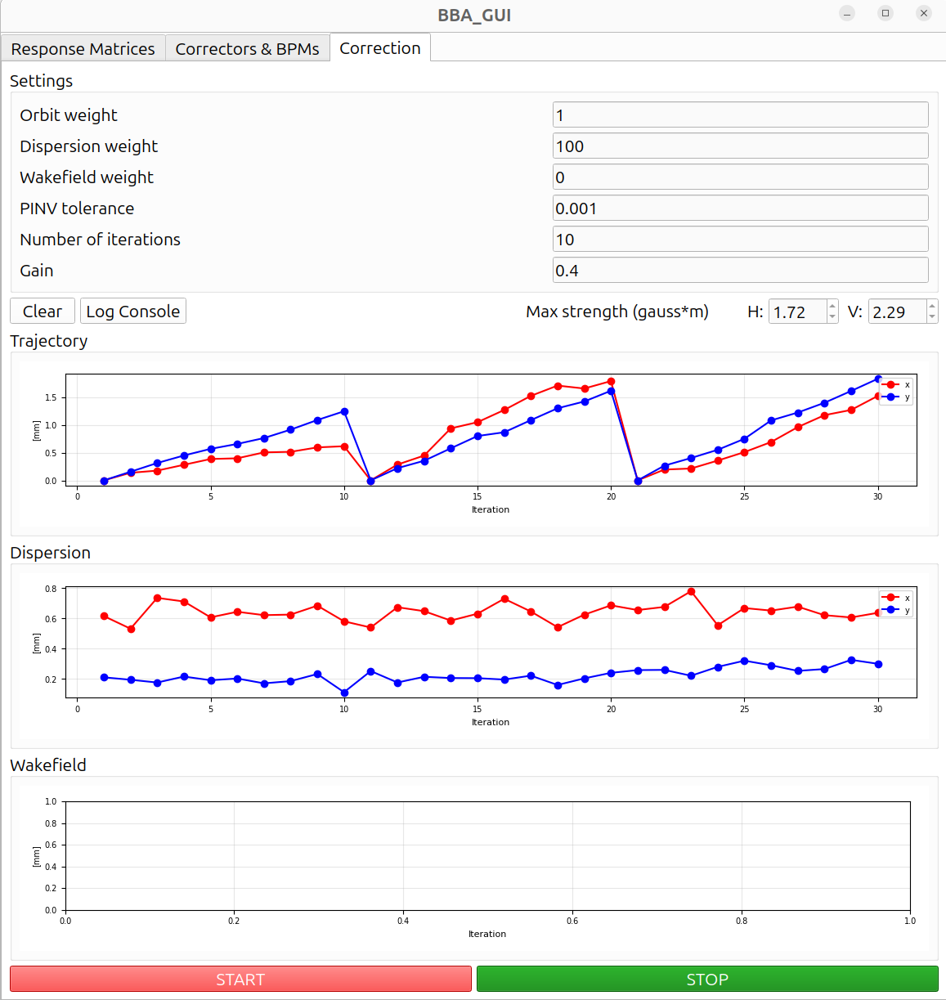 BBA_GUI
Response Matrices Correctors & BPMs Correction
Settings
Orbit weight 1
Dispersion weight 100
Wakefield weight 0
PINV tolerance 0.001
Number of iterations 10
Gain 0.4
Clear Log Console Max strength (gauss*m) H: 1.72 V: 2.29
Trajectory
x
y
1.5
1.0
0.5
0.0
[mm]
0 5 10 15 20 25 30
Iteration
Dispersion
x
y
0.8
0.6
0.4
0.2
[mm]
0 5 10 15 20 25 30
Iteration
Wakefield
1.0
0.8
0.6
0.4
0.2
0.0
[mm]
0.0 0.2 0.4 0.6 0.8 1.0
Iteration
START STOP